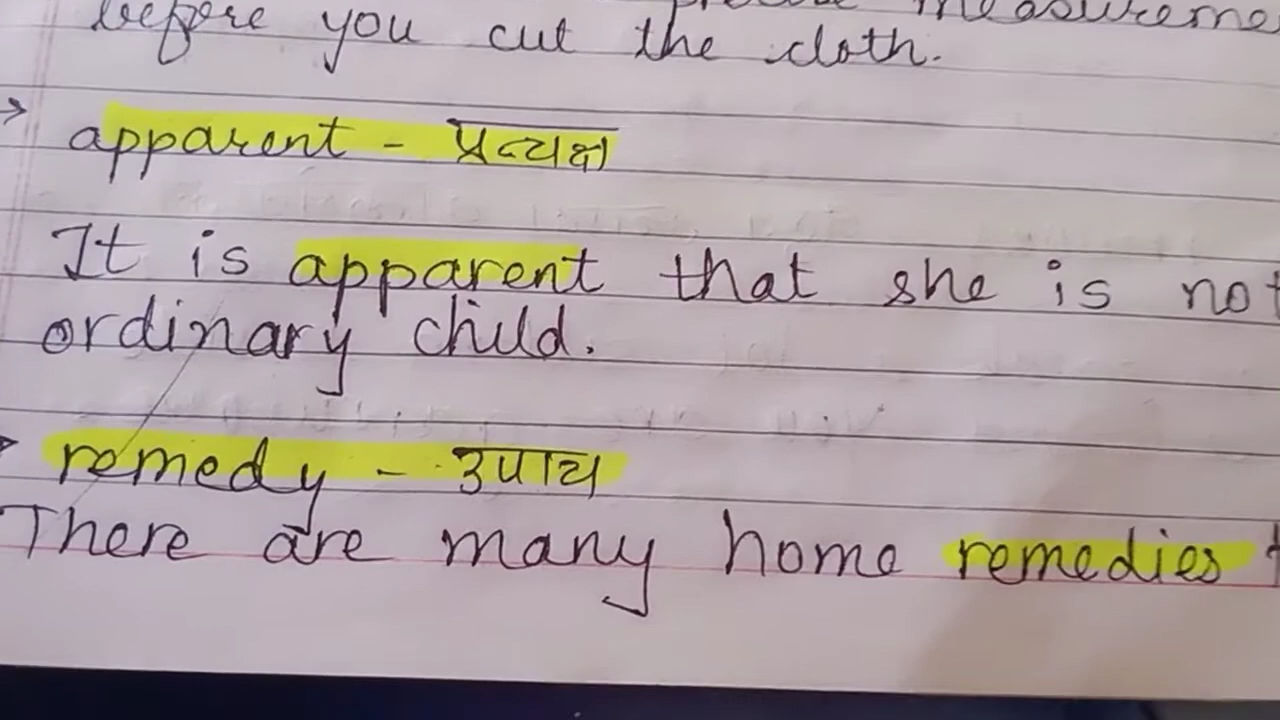 before you cut the cloth.
→ apparent - प्रत्यक्ष
It is apparent that she is not
ordinary child.
remedy - उपाय
There are many home remedies